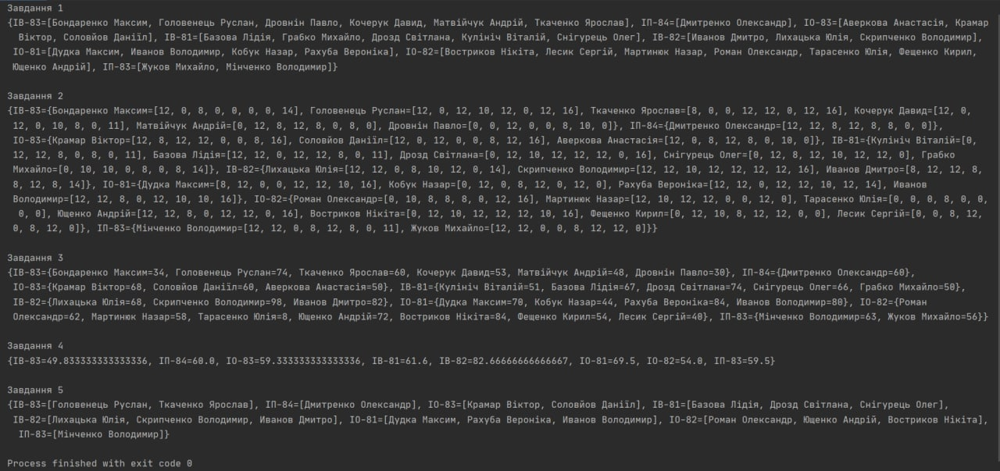 Завдання 1
{ІВ-83=[Бондаренко Максим, Головенець Руслан, Дровнін Павло, Кочерук Давид, Матвійчук Андрій, Ткаченко Ярослав], ІП-84=[Дмитренко Олександр], ІО-83=[Аверкова Анастасія, Крамар
Віктор, Соловйов Даніїл], ІВ-81=[Базова Лідія, Грабко Михайло, Дрозд Світлана, Кулініч Віталій, Снігурець Олег], ІВ-82=[Иванов Дмитро, Лихацька Юлія, Скрипченко Володимир],
ІО-81=[Дудка Максим, Иванов Володимир, Кобук Назар, Рахуба Вероніка], ІО-82=[Востриков Нікіта, Лесик Сергій, Мартинюк Назар, Роман Олександр, Тарасенко Юлія, Фещенко Кирил,
Ющенко Андрій], ІП-83=[Жуков Михайло, Мінченко Володимир]}
Завдання 2
{ІВ-83={Бондаренко Максим=[12, 0, 8, 0, 0, 0, 0, 14], Головенець Руслан=[12, 0, 12, 10, 12, 0, 12, 16], Ткаченко Ярослав=[8, 0, 0, 12, 12, 0, 12, 16], Кочерук Давид=[12, 0,
12, 0, 10, 8, 0, 11], Матвійчук Андрій=[0, 12, 8, 12, 8, 0, 8, 0], Дровнін Павло=[0, 0, 12, 0, 0, 8, 10, 0]}, ІП-84={Дмитренко Олександр=[12, 12, 8, 12, 8, 8, 0, 0]},
ІО-83={Крамар Віктор=[12, 8, 12, 12, 0, 0, 8, 16], Соловйов Даніїл=[12, 0, 12, 0, 0, 8, 12, 16], Аверкова Анастасія=[12, 0, 8, 12, 8, 0, 10, 0]}, ІВ-81={Кулініч Віталій=[0,
12, 12, 8, 0, 8, 0, 11], Базова Лідія=[12, 12, 0, 12, 12, 8, 0, 11], Дрозд Світлана=[0, 12, 10, 12, 12, 12, 0, 16], Снігурець Олег=[0, 12, 8, 12, 10, 12, 12, 0], Грабко
Михайло=[0, 10, 10, 0, 8, 0, 8, 14]}, ІВ-82={Лихацька Юлія=[12, 12, 0, 8, 10, 12, 0, 14], Скрипченко Володимир=[12, 12, 10, 12, 12, 12, 12, 16], Иванов Дмитро=[8, 12, 12, 8,
8, 12, 8, 14]}, ІО-81={Дудка Максим=[8, 12, 0, 0, 12, 12, 10, 16], Кобук Назар=[0, 12, 0, 8, 12, 0, 12, 0], Рахуба Вероніка=[12, 12, 0, 12, 12, 10, 12, 14], Иванов
Володимир=[12, 12, 8, 0, 12, 10, 10, 16]}, ІО-82={Роман Олександр=[0, 10, 8, 8, 8, 0, 12, 16], Мартинюк Назар=[12, 10, 12, 12, 0, 0, 12, 0], Тарасенко Юлія=[0, 0, 0, 8, 0, 0,
0, 0], Ющенко Андрій=[12, 12, 8, 0, 12, 12, 0, 16], Востриков Нікіта=[0, 12, 10, 12, 12, 12, 10, 16], Фещенко Кирил=[0, 12, 10, 8, 12, 12, 0, 0], Лесик Сергій=[0, 0, 8, 12,
0, 8, 12, 0]}, ІП-83={Мінченко Володимир=[12, 12, 0, 8, 12, 8, 0, 11], Жуков Михайло=[12, 12, 0, 0, 8, 12, 12, 0]}}
Завдання 3
{ІВ-83={Бондаренко Максим=34, Головенець Руслан=74, Ткаченко Ярослав=60, Кочерук Давид=53, Матвійчук Андрій=48, Дровнін Павло=30}, ІП-84={Дмитренко Олександр=60},
ІО-83={Крамар Віктор=68, Соловйов Даніїл=60, Аверкова Анастасія=50}, ІВ-81={Кулініч Віталій=51, Базова Лідія=67, Дрозд Світлана=74, Снігурець Олег=66, Грабко Михайло=50},
ІВ-82={Лихацька Юлія=68, Скрипченко Володимир=98, Иванов Дмитро=82}, ІО-81={Дудка Максим=70, Кобук Назар=44, Рахуба Вероніка=84, Иванов Володимир=80}, ІО-82={Роман
Олександр=62, Мартинюк Назар=58, Тарасенко Юлія=8, Ющенко Андрій=72, Востриков Нікіта=84, Фещенко Кирил=54, Лесик Сергій=40}, ІП-83={Мінченко Володимир=63, Жуков Михайло=56}}
Завдання 4
{ІВ-83=49.833333333333336, ІП-84=60.0, ІО-83=59.333333333333336, ІВ-81=61.6, ІВ-82=82.66666666666667, ІО-81=69.5, ІО-82=54.0, ІП-83=59.5}
Завдання 5
{ІВ-83=[Головенець Руслан, Ткаченко Ярослав], ІП-84=[Дмитренко Олександр], ІО-83=[Крамар Віктор, Соловйов Даніїл], ІВ-81=[Базова Лідія, Дрозд Світлана, Снігурець Олег],
ІВ-82=[Лихацька Юлія, Скрипченко Володимир, Иванов Дмитро], ІО-81=[Дудка Максим, Рахуба Вероніка, Иванов Володимир], ІО-82=[Роман Олександр, Ющенко Андрій, Востриков Нікіта],
ІП-83=[Мінченко Володимир]}
Process finished with exit code 0